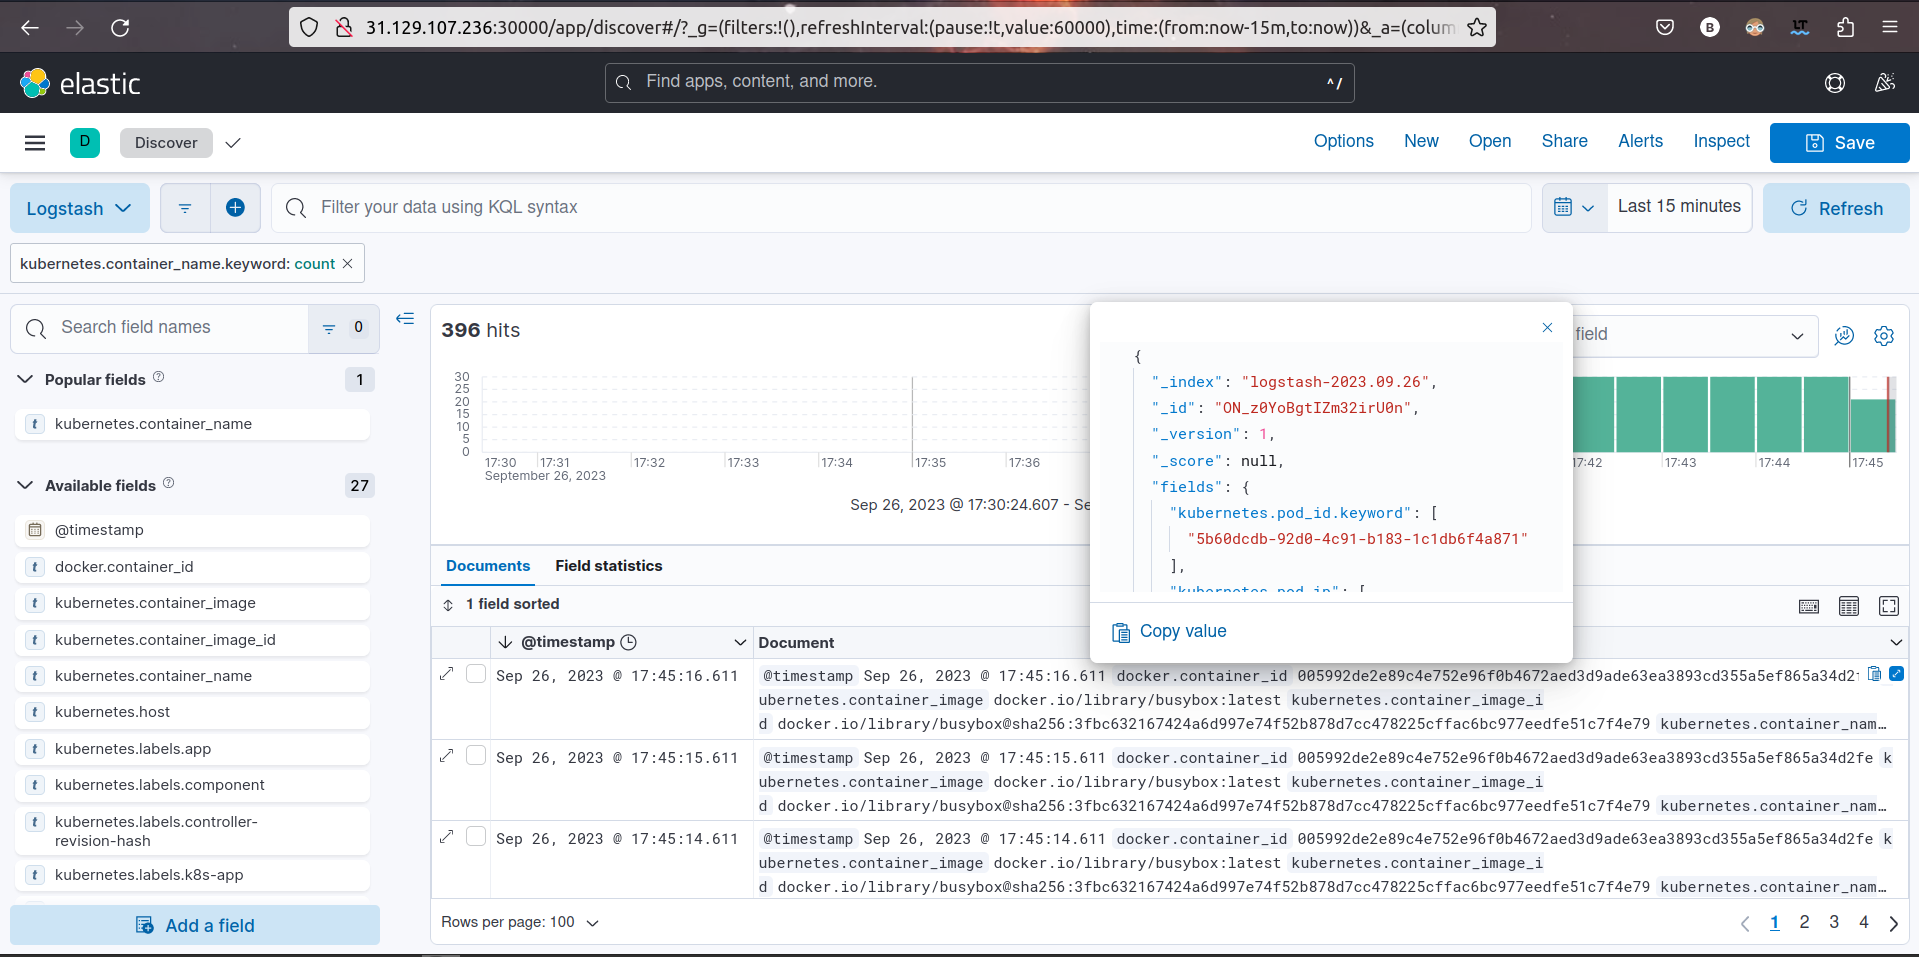 31.129.107.236:30000/app/discover#/?_g=(filters:!(),refreshInterval:(pause:!t,value:60000),time:(from:now-15m,to:now))&_a=(colum
B
LT
elastic
Find apps, content, and more.
^/
D
Discover
Options
New
Open
Share
Alerts
Inspect
Save
Logstash
Filter your data using KQL syntax
Last 15 minutes
Refresh
kubernetes.container_name.keyword: count
Search field names
0
Popular fields
1
t kubernetes.container_name
Available fields
27
@timestamp
t docker.container_id
t kubernetes.container_image
t kubernetes.container_image_id
t kubernetes.container_name
t kubernetes.host
t kubernetes.labels.app
t kubernetes.labels.component
t kubernetes.labels.controller-
revision-hash
t kubernetes.labels.k8s-app
Add a field
396 hits
field
30
25
20
15
10
5
0
17:30 17:31 17:32 17:33 17:34 17:35 17:36 17:42 17:43 17:44 17:45
September 26, 2023
Sep 26, 2023 @ 17:30:24.607 - Se
{
"_index": "logstash-2023.09.26",
"_id": "ON_z0YoBgtIZm32irU0n",
"_version": 1,
"_score": null,
"fields": {
"kubernetes.pod_id.keyword": [
"5b60dcdb-92d0-4c91-b183-1c1db6f4a871"
],
"kubernetes.pod_ip": [
Copy value
Documents
Field statistics
1 field sorted
@timestamp
Document
Sep 26, 2023 @ 17:45:16.611
@timestamp Sep 26, 2023 @ 17:45:16.611 docker.container_id 005992de2e89c4e752e96f0b4672aed3d9ade63ea3893cd355a5ef865a34d2f
ubernetes.container_image docker.io/library/busybox:latest kubernetes.container_image_i
d docker.io/library/busybox@sha256:3fbc632167424a6d997e74f52b878d7cc478225cffac6bc977eedfe51c7f4e79 kubernetes.container_nam…
Sep 26, 2023 @ 17:45:15.611
@timestamp Sep 26, 2023 @ 17:45:15.611 docker.container_id 005992de2e89c4e752e96f0b4672aed3d9ade63ea3893cd355a5ef865a34d2fe k
ubernetes.container_image docker.io/library/busybox:latest kubernetes.container_image_i
d docker.io/library/busybox@sha256:3fbc632167424a6d997e74f52b878d7cc478225cffac6bc977eedfe51c7f4e79 kubernetes.container_nam…
Sep 26, 2023 @ 17:45:14.611
@timestamp Sep 26, 2023 @ 17:45:14.611 docker.container_id 005992de2e89c4e752e96f0b4672aed3d9ade63ea3893cd355a5ef865a34d2fe k
ubernetes.container_image docker.io/library/busybox:latest kubernetes.container_image_i
d docker.io/library/busybox@sha256:3fbc632167424a6d997e74f52b878d7cc478225cffac6bc977eedfe51c7f4e79 kubernetes.container_nam…
Rows per page: 100
1 2 3 4